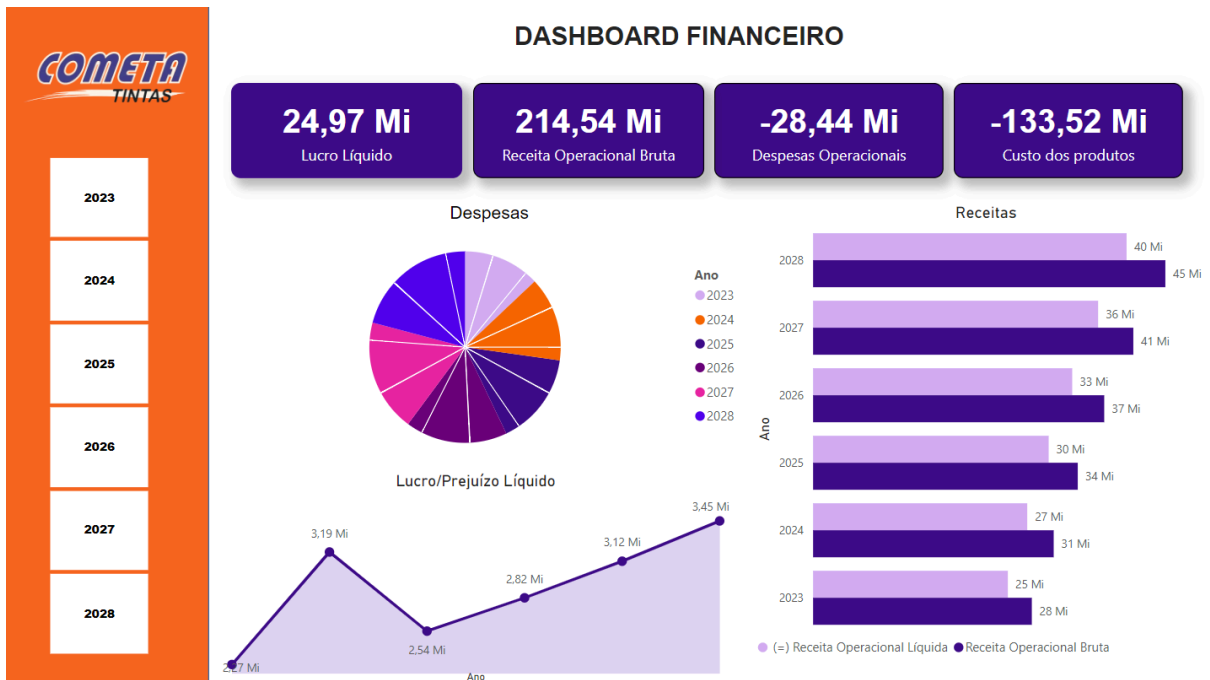 DASHBOARD FINANCEIRO
COMETA
TINTAS
2023
2024
2025
2026
2027
2028
24,97 Mi
Lucro Líquido
214,54 Mi
Receita Operacional Bruta
-28,44 Mi
Despesas Operacionais
-133,52 Mi
Custo dos produtos
Despesas
Ano
2023
2024
2025
2026
2027
2028
Lucro/Prejuízo Líquido
2,27 Mi
3,19 Mi
2,54 Mi
2,82 Mi
3,12 Mi
3,45 Mi
Ano
Receitas
Ano
2028
40 Mi
45 Mi
2027
36 Mi
41 Mi
2026
33 Mi
37 Mi
2025
30 Mi
34 Mi
2024
27 Mi
31 Mi
2023
25 Mi
28 Mi
(=) Receita Operacional Líquida
Receita Operacional Bruta